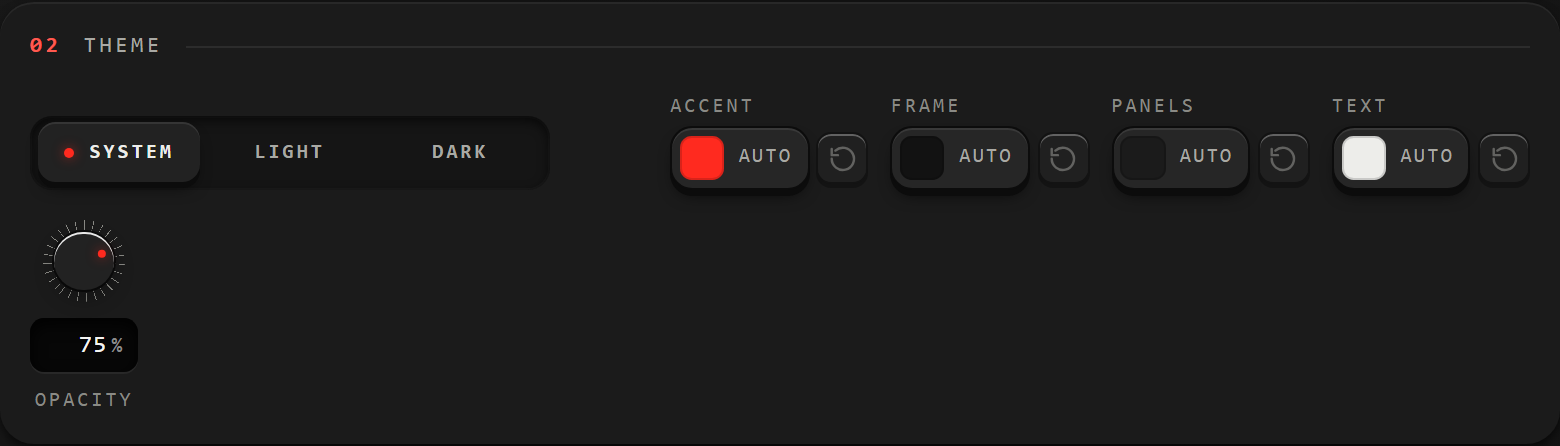 02 THEME
ACCENT FRAME PANELS TEXT
SYSTEM LIGHT DARK AUTO AUTO AUTO AUTO
75%
OPACITY